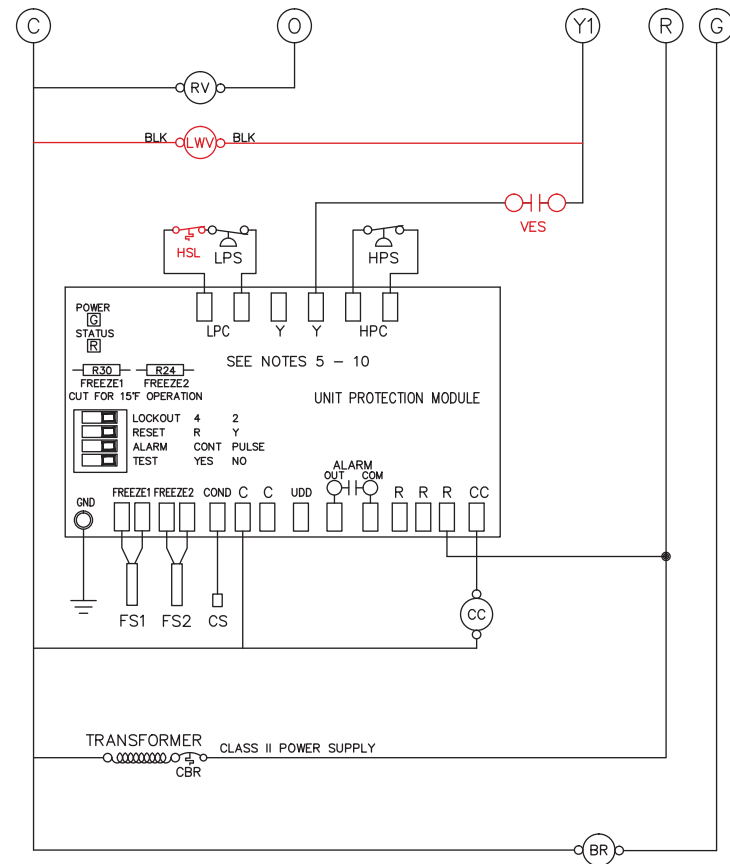 C O Y1 R G
RV
BLK LWV BLK
VES
HSL LPS HPS
LPC Y Y HPC
POWER
G
STATUS
R
SEE NOTES 5 - 10
R30 R24
FREEZE1 FREEZE2
CUT FOR 15°F OPERATION
UNIT PROTECTION MODULE
LOCKOUT 4 2
RESET R Y
ALARM CONT PULSE
TEST YES NO
ALARM
OUT COM
GND FREEZE1 FREEZE2 COND C C UDD R R R CC
FS1 FS2 CS
CC
TRANSFORMER
CLASS II POWER SUPPLY
CBR
BR